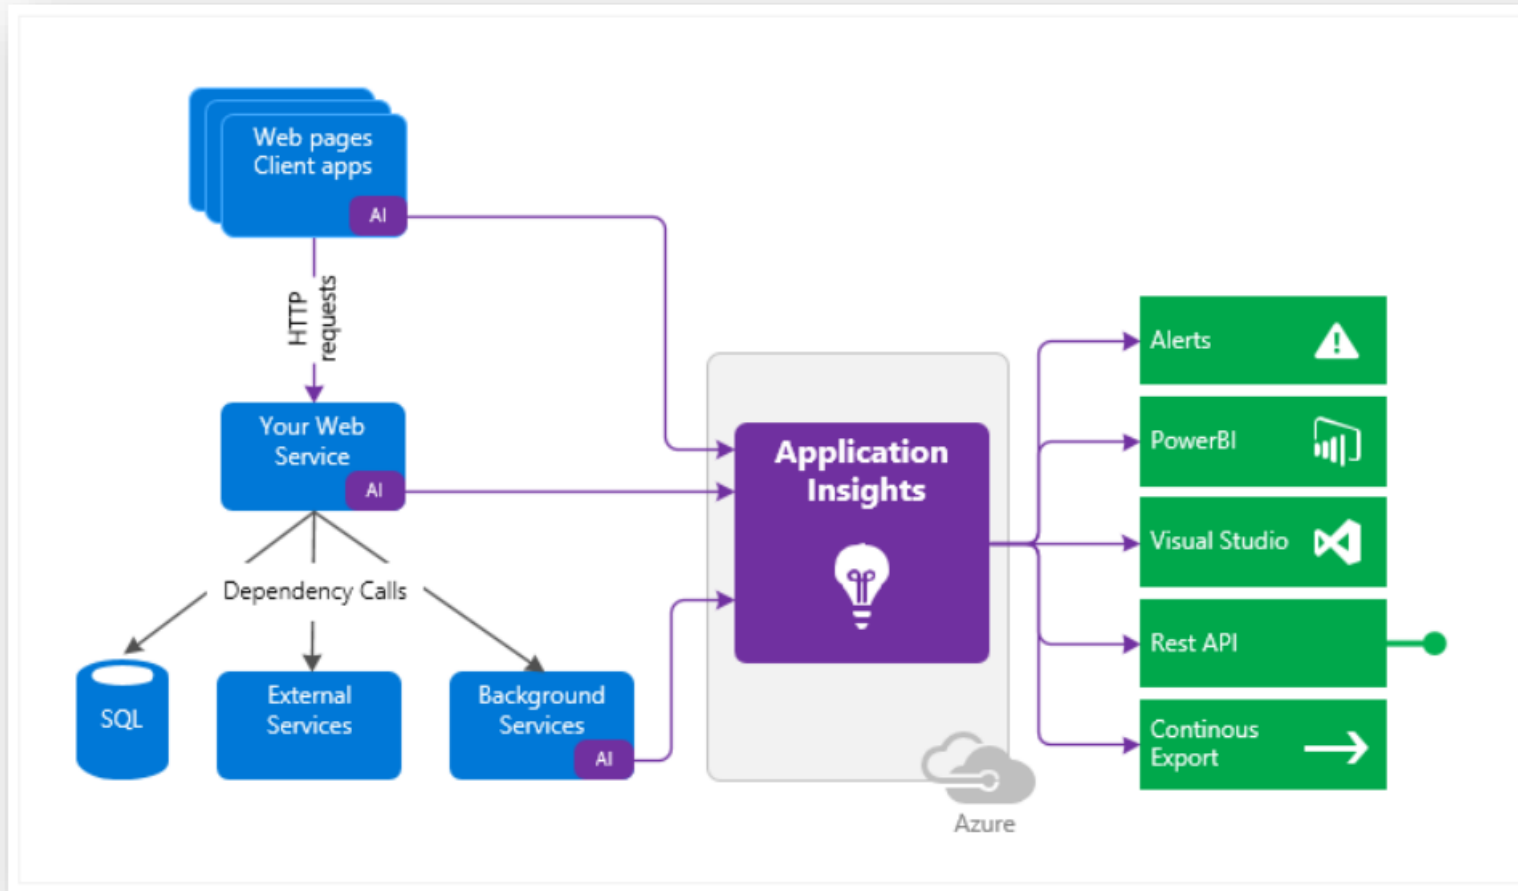 Web pages
Client apps
AI
HTTP
requests
Your Web
Service
AI
Dependency Calls
SQL
External
Services
Background
Services
AI
Application
Insights
Azure
Alerts
PowerBI
Visual Studio
Rest API
Continous
Export